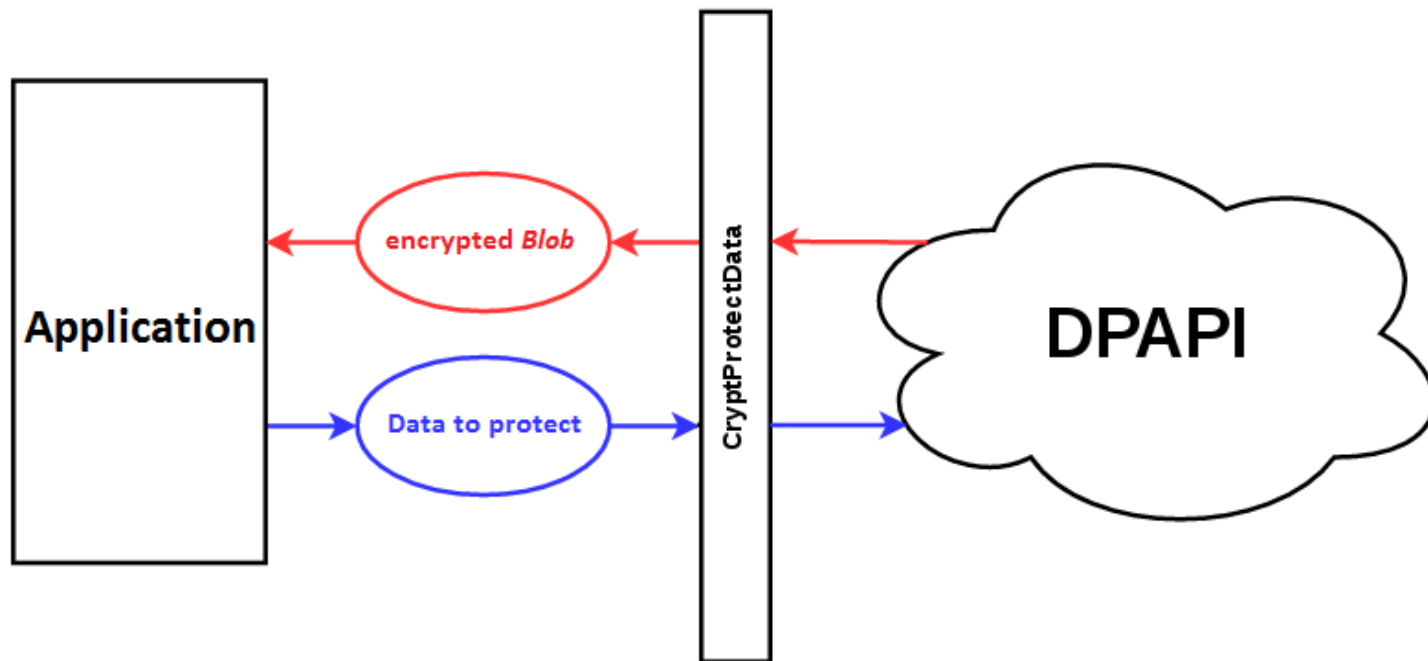 Application
encrypted Blob
Data to protect
CryptProtectData
DPAPI